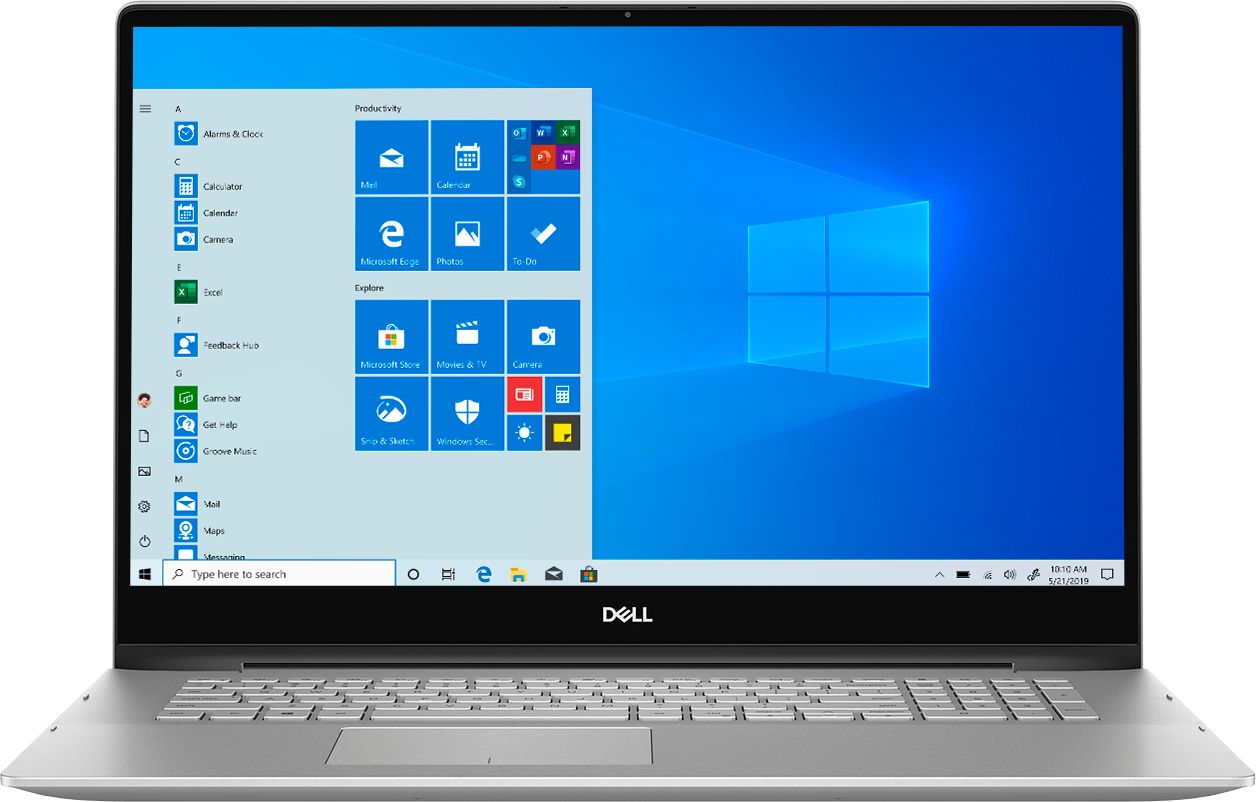 A
Alarms & Clock
C
Calculator
Calendar
Camera
E
Excel
F
Feedback Hub
G
Game bar
Get Help
Groove Music
M
Mail
Maps
Messaging
Productivity
Mail
Calendar
Microsoft Edge
Photos
To-Do
Explore
Microsoft Store
Movies & TV
Camera
Snip & Sketch
Windows Sec...
Type here to search
10:10 AM
5/21/2019
DELL